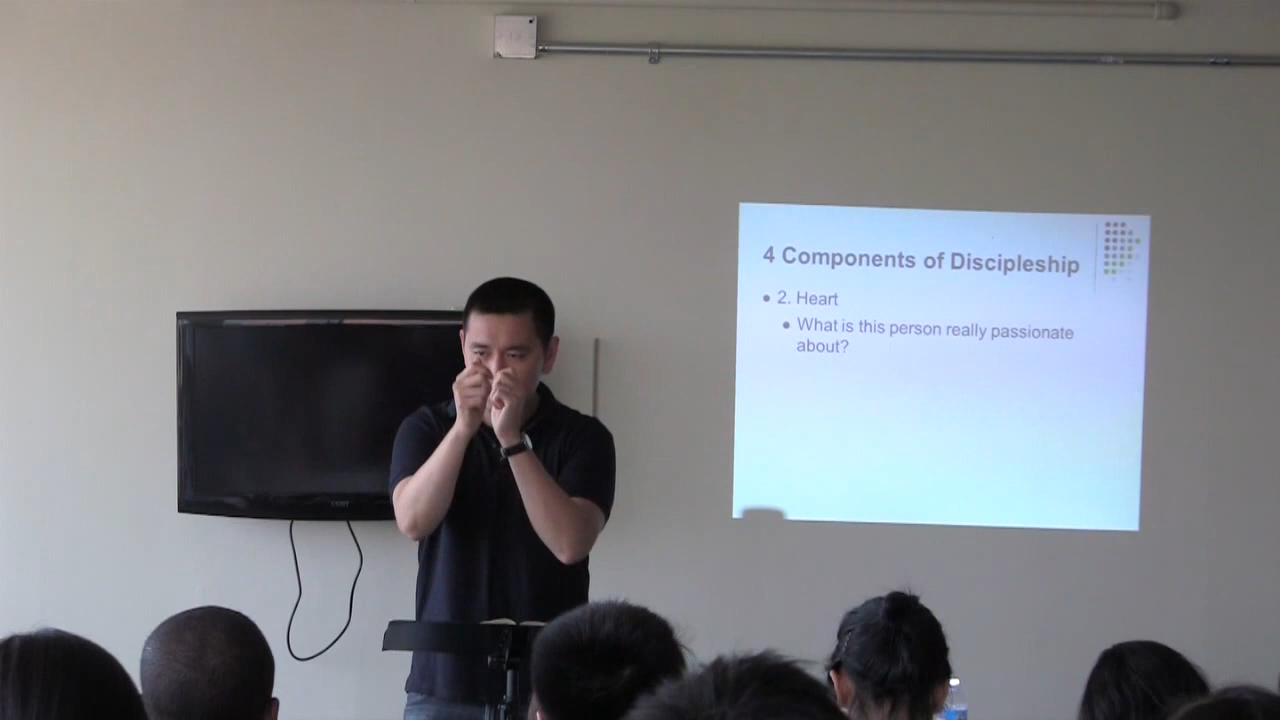 4 Components of Discipleship
• 2. Heart
• What is this person really passionate
about?